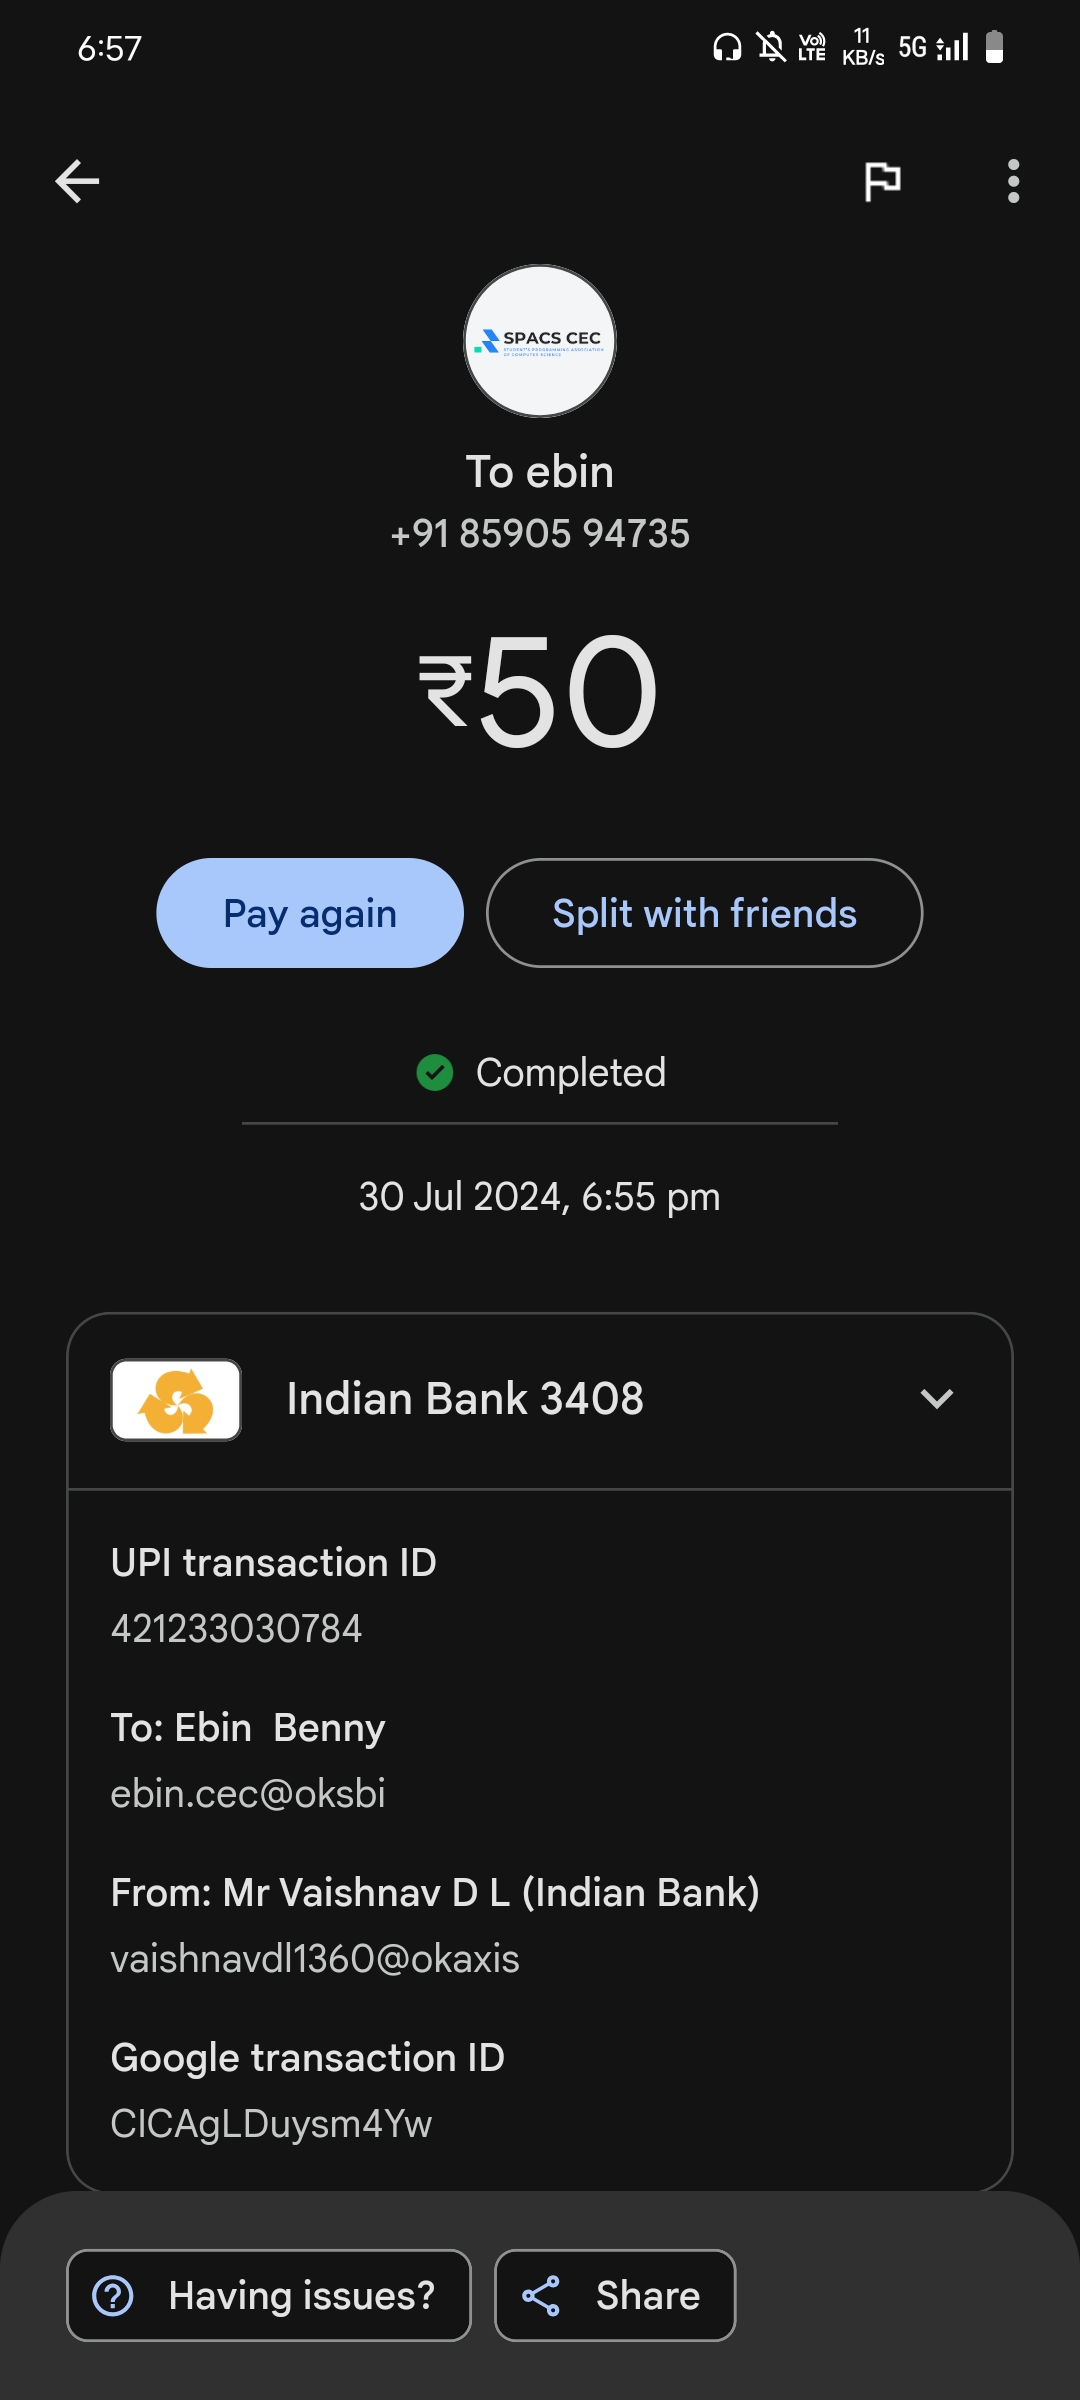 6:57
Vo) LTE
11 KB/s
5G
SPACS CEC
STUDENT'S PROGRAMMING ASSOCIATION
OF COMPUTER SCIENCE
To ebin
+91 85905 94735
₹50
Pay again
Split with friends
Completed
30 Jul 2024, 6:55 pm
Indian Bank 3408
UPI transaction ID
421233030784
To: Ebin  Benny
ebin.cec@oksbi
From: Mr Vaishnav D L (Indian Bank)
vaishnavdl1360@okaxis
Google transaction ID
CICAgLDuysm4Yw
Having issues?
Share